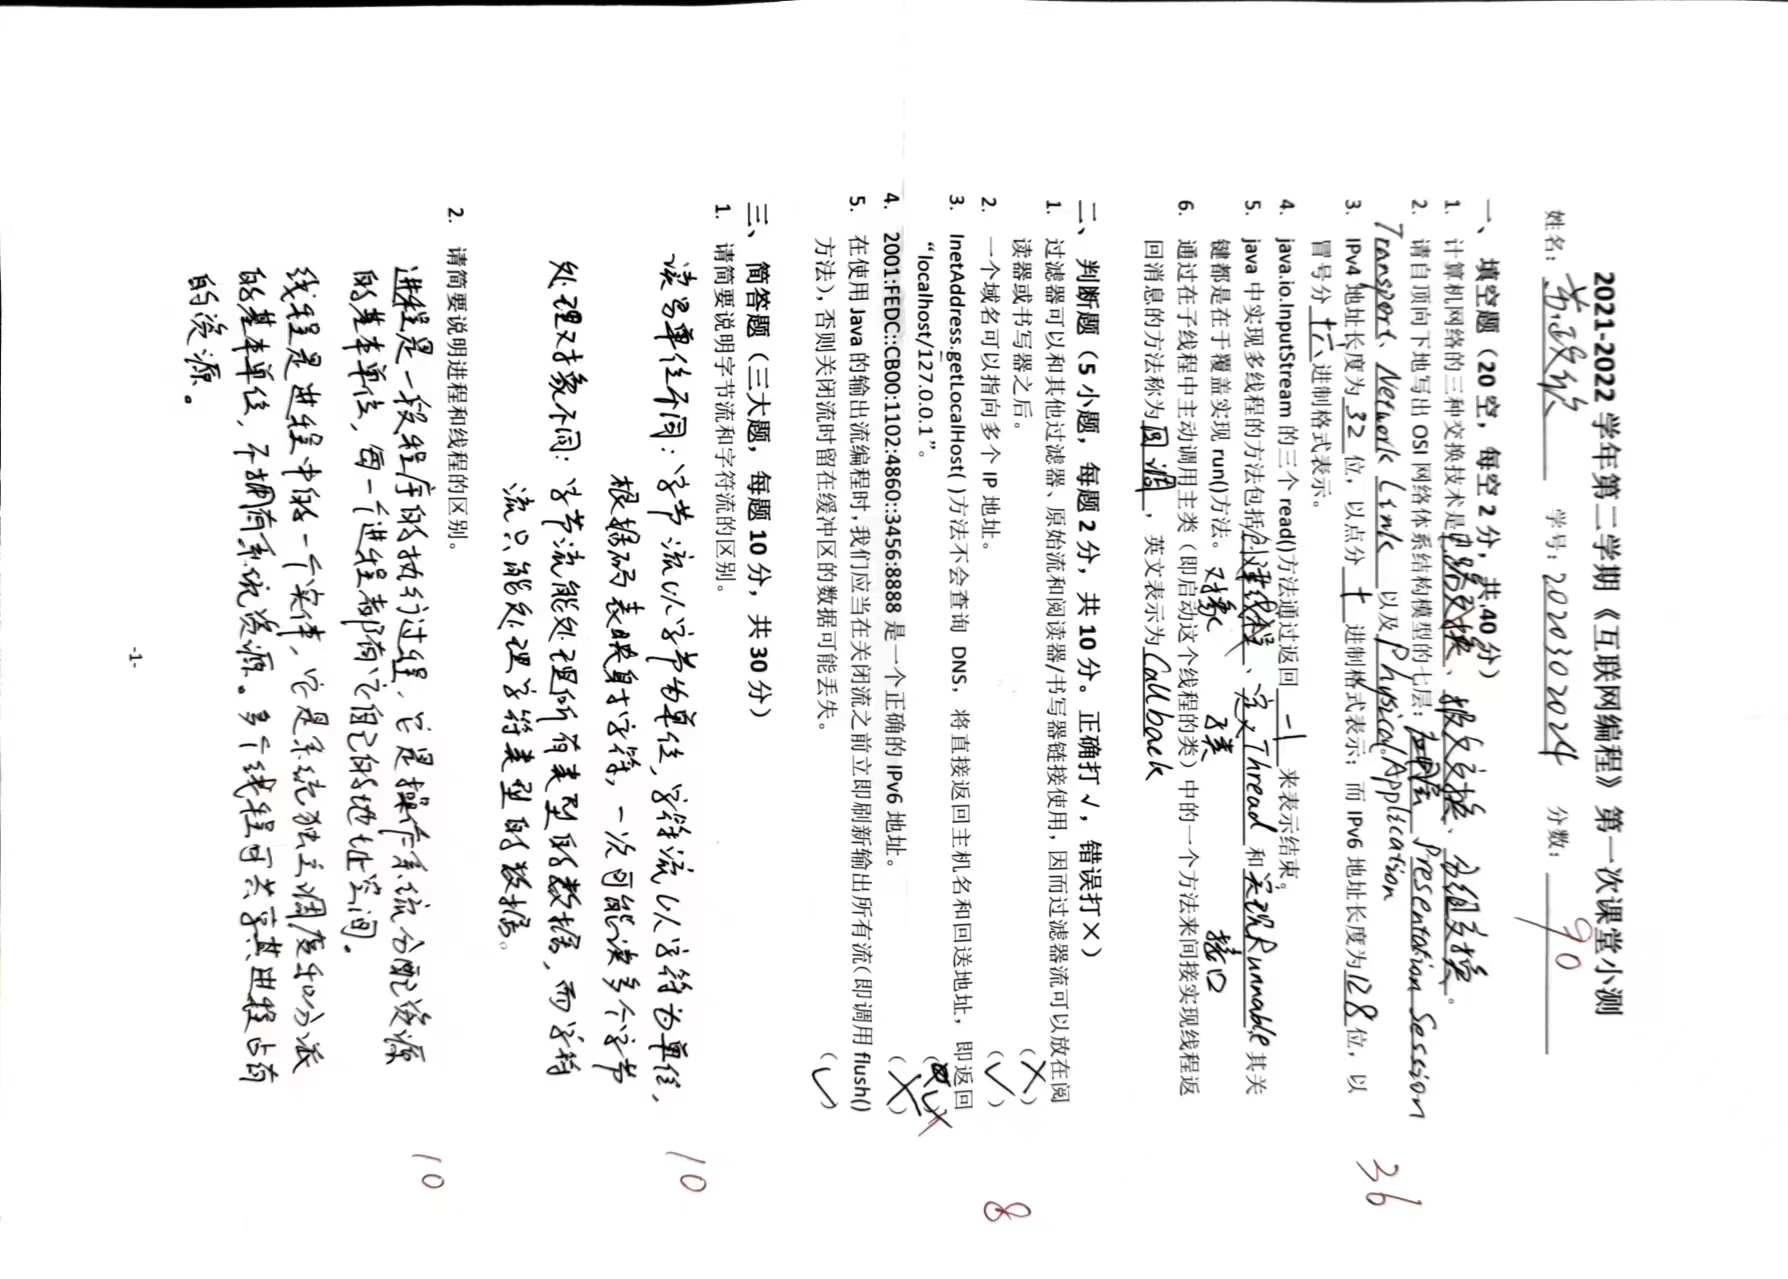 2021-2022 学年第二学期《互联网编程》第一次课堂小测
姓名: 学号: 202030202024 分数: 90
一、 填空题（20 空，每空 2 分，共 40 分）
1. 计算机网络的三种交换技术是电路交换、报文交换、分组交换。
2. 请自顶向下地写出 OSI 网络体系结构模型的七层: Presentation Session
Transport、Network Link 以及 Physical。Application
3. IPv4 地址长度为 32 位，以点分 十 进制格式表示；而 IPv6 地址长度为 128 位，以
冒号分 十六 进制格式表示。
4. java.io.InputStream 的三个 read()方法通过返回 -1 来表示结束。
5. java 中实现多线程的方法包括创建线程、定义Thread 和 实现Runnable 其关
键都是在于覆盖实现 run()方法。 对象 子类 接口
6. 通过在子线程中主动调用主类（即启动这个线程的类）中的一个方法来间接实现线程返
回消息的方法称为 回调 ，英文表示为 Callback
36
二、 判断题（5 小题，每题 2 分，共 10 分。正确打 √，错误打×）
1. 过滤器可以和其他过滤器、原始流和阅读器/书写器链接使用，因而过滤器流可以放在阅
读器或书写器之后。 (×)
2. 一个域名可以指向多个 IP 地址。 (√)
3. InetAddress.getLocalHost( )方法不会查询 DNS，将直接返回主机名和回送地址，即返回
“localhost/127.0.0.1”。 (√)
4. 2001:FEDC::CB00:1102:4860::3456:8888 是一个正确的 IPv6 地址。 (×)
5. 在使用 Java 的输出流编程时，我们应当在关闭流之前立即刷新输出所有流（即调用 flush()
方法），否则关闭流时留在缓冲区的数据可能丢失。 (√)
8
三、 简答题（三大题，每题 10 分，共 30 分）
1. 请简要说明字节流和字符流的区别。
读写单位不同：字节流以字节为单位，字符流以字符为单位，
根据码表映射字符，一次可能读多个字节
处理对象不同：字节流能处理所有类型的数据，而字符
流只能处理字符类型的数据。
10
2. 请简要说明进程和线程的区别。
进程是一段程序的执行过程，它是操作系统分配资源
的基本单位，每一个进程都有它自己的地址空间。
线程是进程中的一个实体，它是系统独立调度和分派
的基本单位，不拥有系统资源。多个线程可共享其进程占有
的资源。
10
-1-